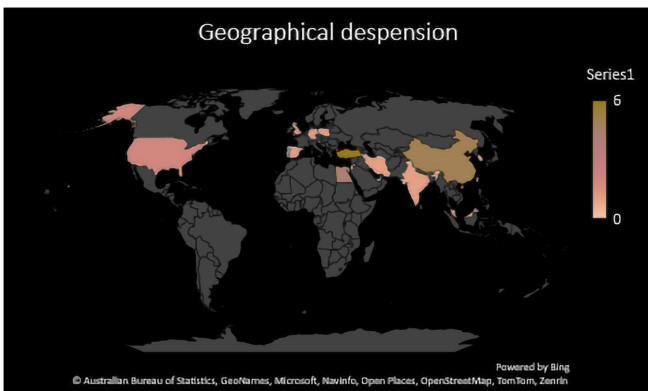 Geographical despension
Series1
6
0
Powered by Bing
© Australian Bureau of Statistics, GeoNames, Microsoft, Navinfo, Open Places, OpenStreetMap, TomTom, Zenrin